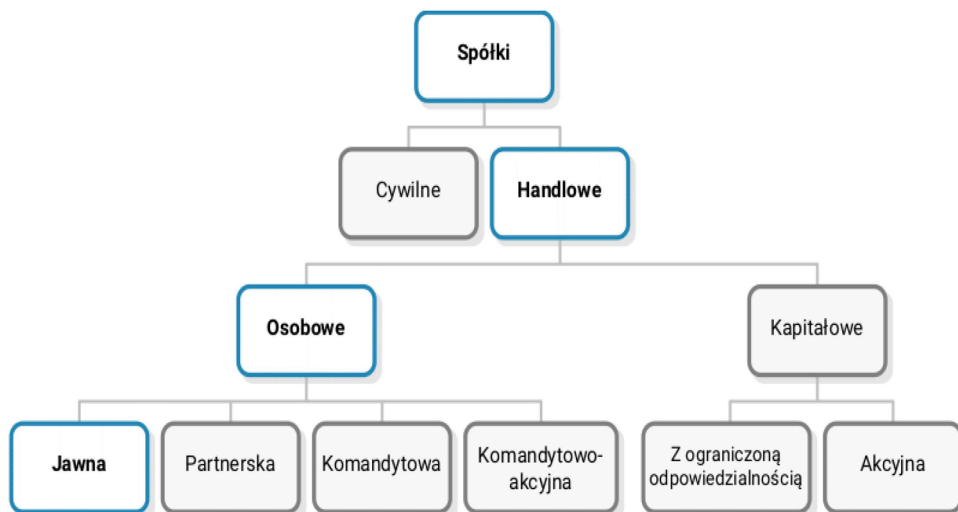 Spółki
Cywilne
Handlowe
Osobowe
Kapitałowe
Jawna
Partnerska
Komandytowa
Komandytowo-
akcyjna
Z ograniczoną
odpowiedzialnością
Akcyjna